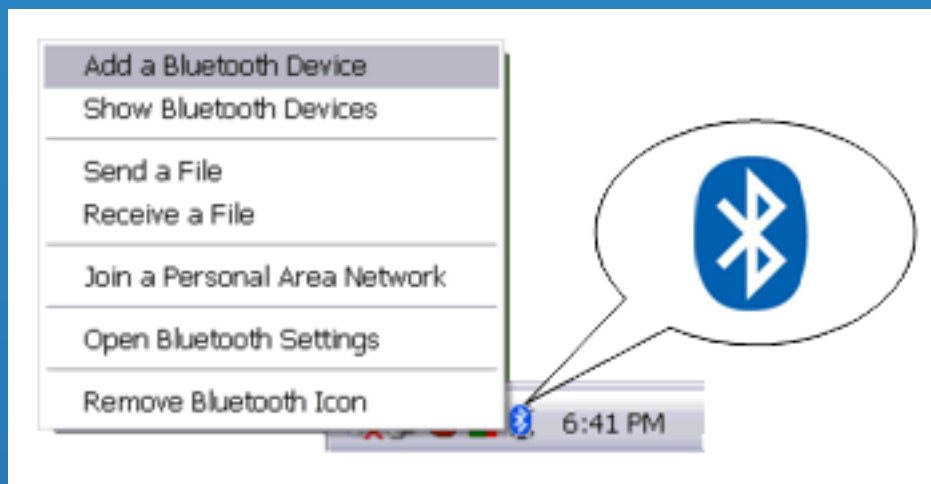 Add a Bluetooth Device
Show Bluetooth Devices
Send a File
Receive a File
Join a Personal Area Network
Open Bluetooth Settings
Remove Bluetooth Icon
6:41 PM